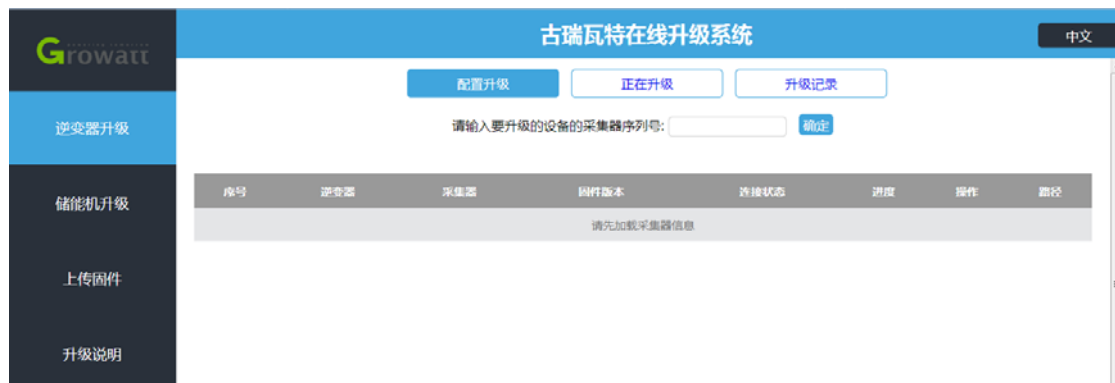 Growatt
古瑞瓦特在线升级系统
中文
配置升级 正在升级 升级记录
逆变器升级
请输入要升级的设备的采集器序列号: 确定
序号 逆变器 采集器 固件版本 连接状态 进度 操作 路径
储能机升级
请先加载采集器信息
上传固件
升级说明